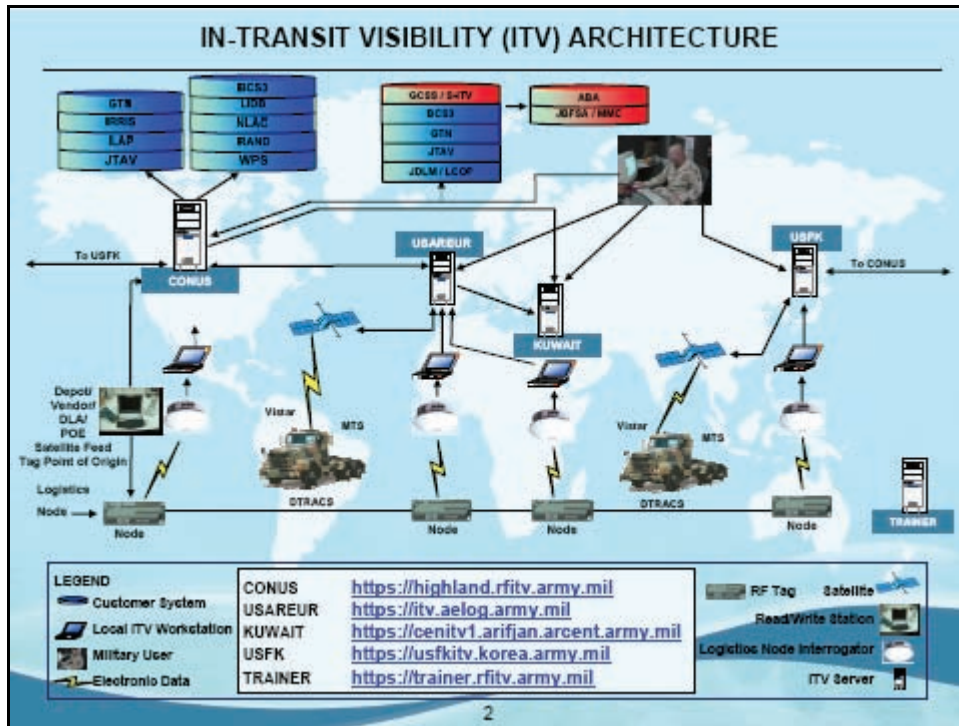 IN-TRANSIT VISIBILITY (ITV) ARCHITECTURE
GTN
IRRIS
ILAP
JTAV
BCS3
LIDB
NLAC
IRAND
WPS
GCSS / S-ITV
BCS3
GTN
JTAV
JDLM / LCOP
ABA
JBFSA / MMC
To USFK
CONUS
USAREUR
KUWAIT
USFK
To CONUS
Depot/
Vendor/
DLA/
POE
Satellite Feed
Tag Point of Origin
Logistics
Node
Node
Vistar
MTS
DTRACS
Node
Node
Vistar
MTS
DTRACS
Node
TRAINER
LEGEND
Customer System
Local ITV Workstation
Military User
Electronic Data
CONUS https://highland.rfitv.army.mil
USAREUR https://itv.aelog.army.mil
KUWAIT https://cenitv1.arifjan.arcent.army.mil
USFK https://usfkitv.korea.army.mil
TRAINER https://trainer.rfitv.army.mil
RF Tag
Satellite
Read/Write Station
Logistics Node Interrogator
ITV Server
2